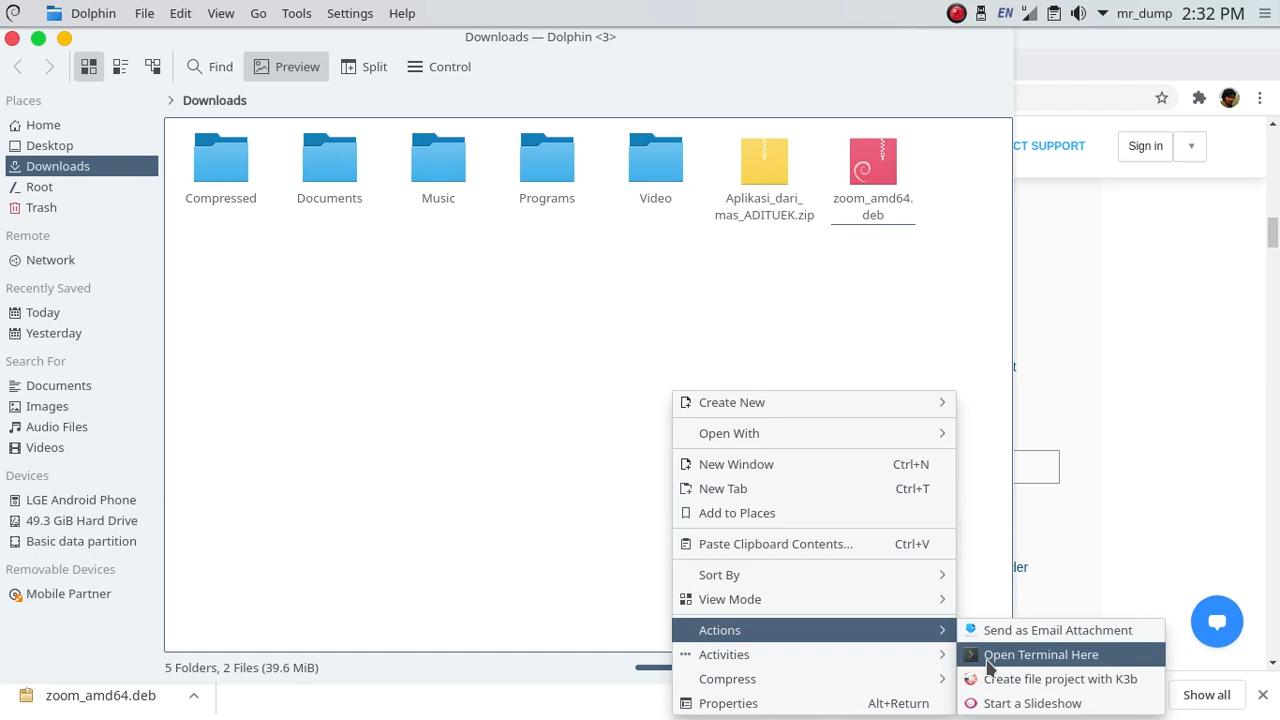 Dolphin File Edit View Go Tools Settings Help EN mr_dump 2:32 PM
Downloads — Dolphin <3>
Find Preview Split Control
Places
Home
Desktop
Downloads
Root
Trash
Remote
Network
Recently Saved
Today
Yesterday
Search For
Documents
Images
Audio Files
Videos
Devices
LGE Android Phone
49.3 GiB Hard Drive
Basic data partition
Removable Devices
Mobile Partner
Downloads
Compressed Documents Music Programs Video
Aplikasi_dari_
mas_ADITUEK.zip
zoom_amd64.
deb
5 Folders, 2 Files (39.6 MiB)
Create New
Open With
New Window Ctrl+N
New Tab Ctrl+T
Add to Places
Paste Clipboard Contents... Ctrl+V
Sort By
View Mode
Actions
Activities
Compress
Properties Alt+Return
Send as Email Attachment
Open Terminal Here
Create file project with K3b
Start a Slideshow
CT SUPPORT Sign in
t
der
zoom_amd64.deb
Show all